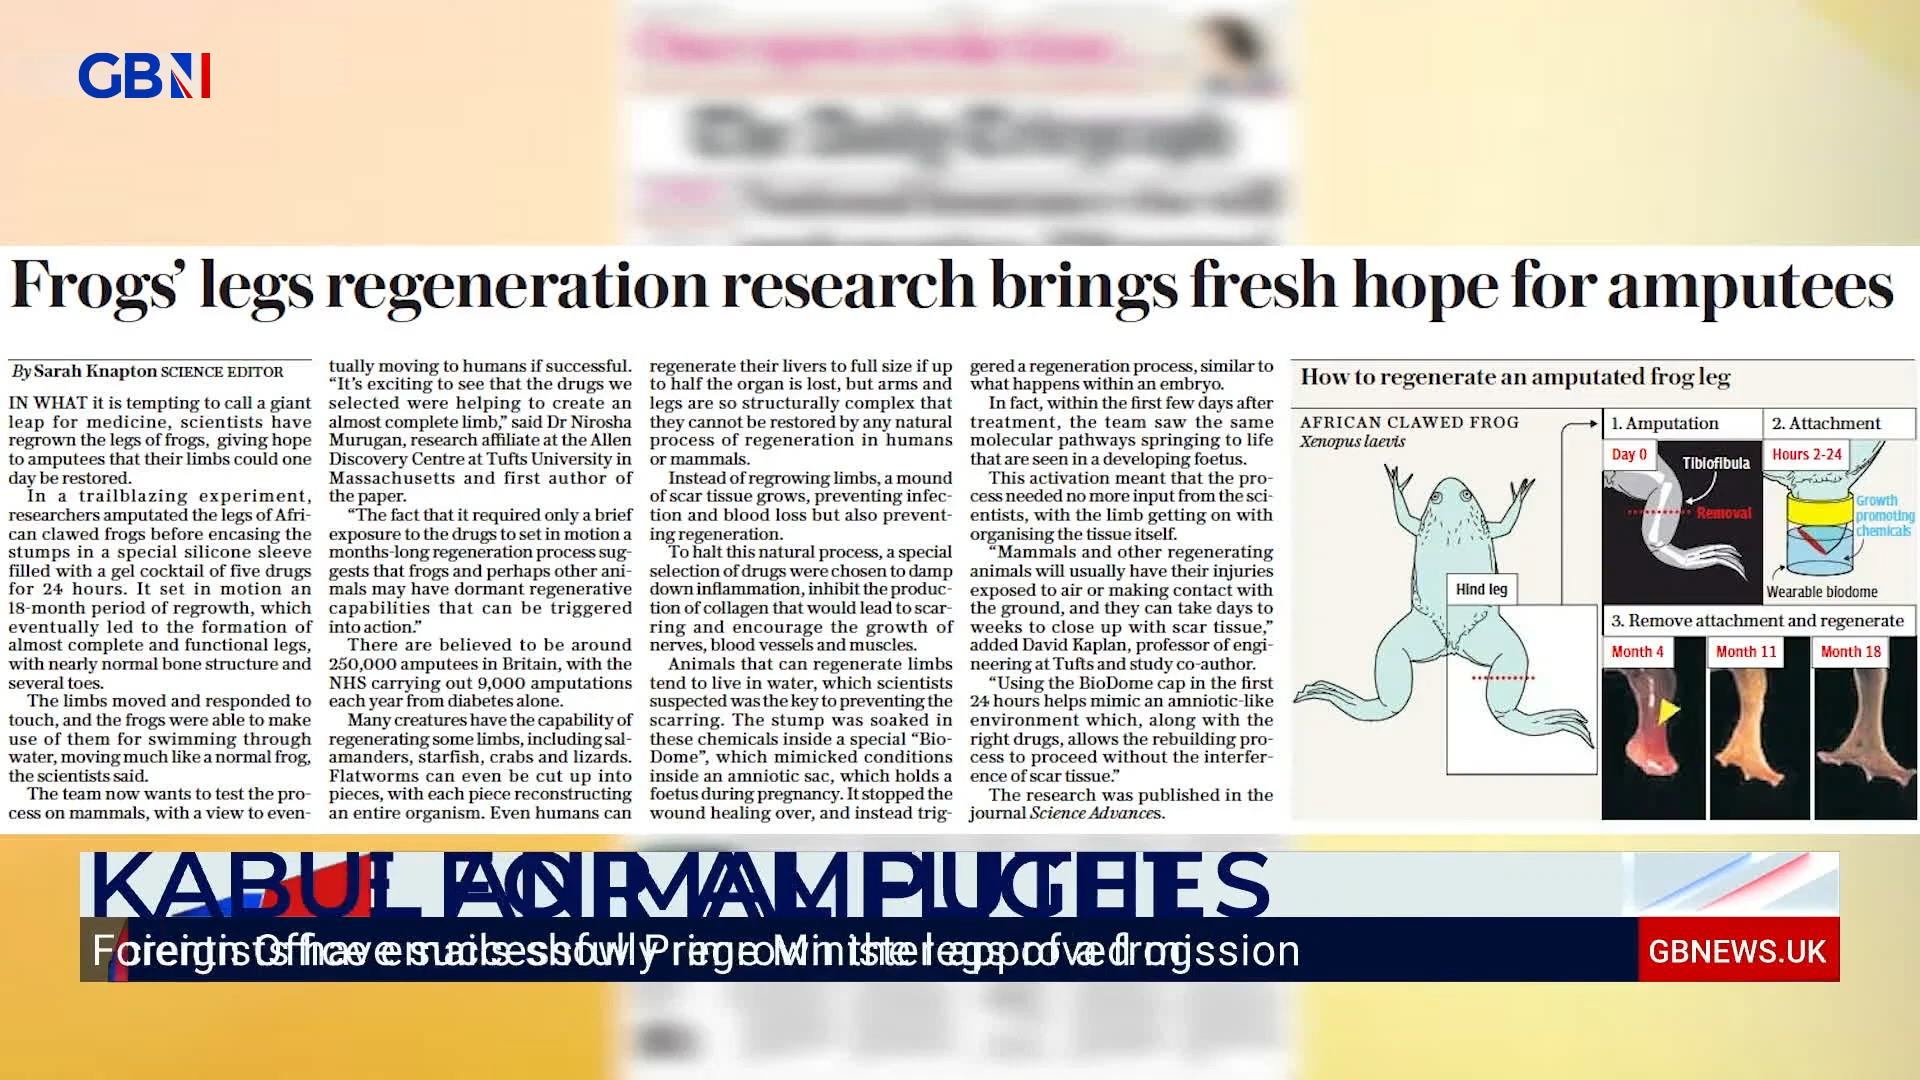 GBN
Frogs' legs regeneration research brings fresh hope for amputees
By Sarah Knapton SCIENCE EDITOR
IN WHAT it is tempting to call a giant
leap for medicine, scientists have
regrown the legs of frogs, giving hope
to amputees that their limbs could one
day be restored.
In a trailblazing experiment,
researchers amputated the legs of Afri-
can clawed frogs before encasing the
stumps in a special silicone sleeve
filled with a gel cocktail of five drugs
for 24 hours. It set in motion an
18-month period of regrowth, which
eventually led to the formation of
almost complete and functional legs,
with nearly normal bone structure and
several toes.
The limbs moved and responded to
touch, and the frogs were able to make
use of them for swimming through
water, moving much like a normal frog,
the scientists said.
The team now wants to test the pro-
cess on mammals, with a view to even-
tually moving to humans if successful.
"It's exciting to see that the drugs we
selected were helping to create an
almost complete limb," said Dr Nirosha
Murugan, research affiliate at the Allen
Discovery Centre at Tufts University in
Massachusetts and first author of
the paper.
"The fact that it required only a brief
exposure to the drugs to set in motion a
months-long regeneration process sug-
gests that frogs and perhaps other ani-
mals may have dormant regenerative
capabilities that can be triggered
into action."
There are believed to be around
250,000 amputees in Britain, with the
NHS carrying out 9,000 amputations
each year from diabetes alone.
Many creatures have the capability of
regenerating some limbs, including sal-
amanders, starfish, crabs and lizards.
Flatworms can even be cut up into
pieces, with each piece reconstructing
an entire organism. Even humans can
regenerate their livers to full size if up
to half the organ is lost, but arms and
legs are so structurally complex that
they cannot be restored by any natural
process of regeneration in humans
or mammals.
Instead of regrowing limbs, a mound
of scar tissue grows, preventing infec-
tion and blood loss but also prevent-
ing regeneration.
To halt this natural process, a special
selection of drugs were chosen to damp
down inflammation, inhibit the produc-
tion of collagen that would lead to scar-
ring and encourage the growth of
nerves, blood vessels and muscles.
Animals that can regenerate limbs
tend to live in water, which scientists
suspected was the key to preventing the
scarring. The stump was soaked in
these chemicals inside a special "Bio-
Dome", which mimicked conditions
inside an amniotic sac, which holds a
foetus during pregnancy. It stopped the
wound healing over, and instead trig-
gered a regeneration process, similar to
what happens within an embryo.
In fact, within the first few days after
treatment, the team saw the same
molecular pathways springing to life
that are seen in a developing foetus.
This activation meant that the pro-
cess needed no more input from the sci-
entists, with the limb getting on with
organising the tissue itself.
"Mammals and other regenerating
animals will usually have their injuries
exposed to air or making contact with
the ground, and they can take days to
weeks to close up with scar tissue,"
added David Kaplan, professor of engi-
neering at Tufts and study co-author.
"Using the BioDome cap in the first
24 hours helps mimic an amniotic-like
environment which, along with the
right drugs, allows the rebuilding pro-
cess to proceed without the interfer-
ence of scar tissue."
The research was published in the
journal Science Advances.
How to regenerate an amputated frog leg
AFRICAN CLAWED FROG
Xenopus laevis
Hind leg
1. Amputation
Day 0
Tibiofibula
Removal
2. Attachment
Hours 2-24
Growth
promoting
chemicals
Wearable biodome
3. Remove attachment and regenerate
Month 4
Month 11
Month 18
GBNEWS.UK